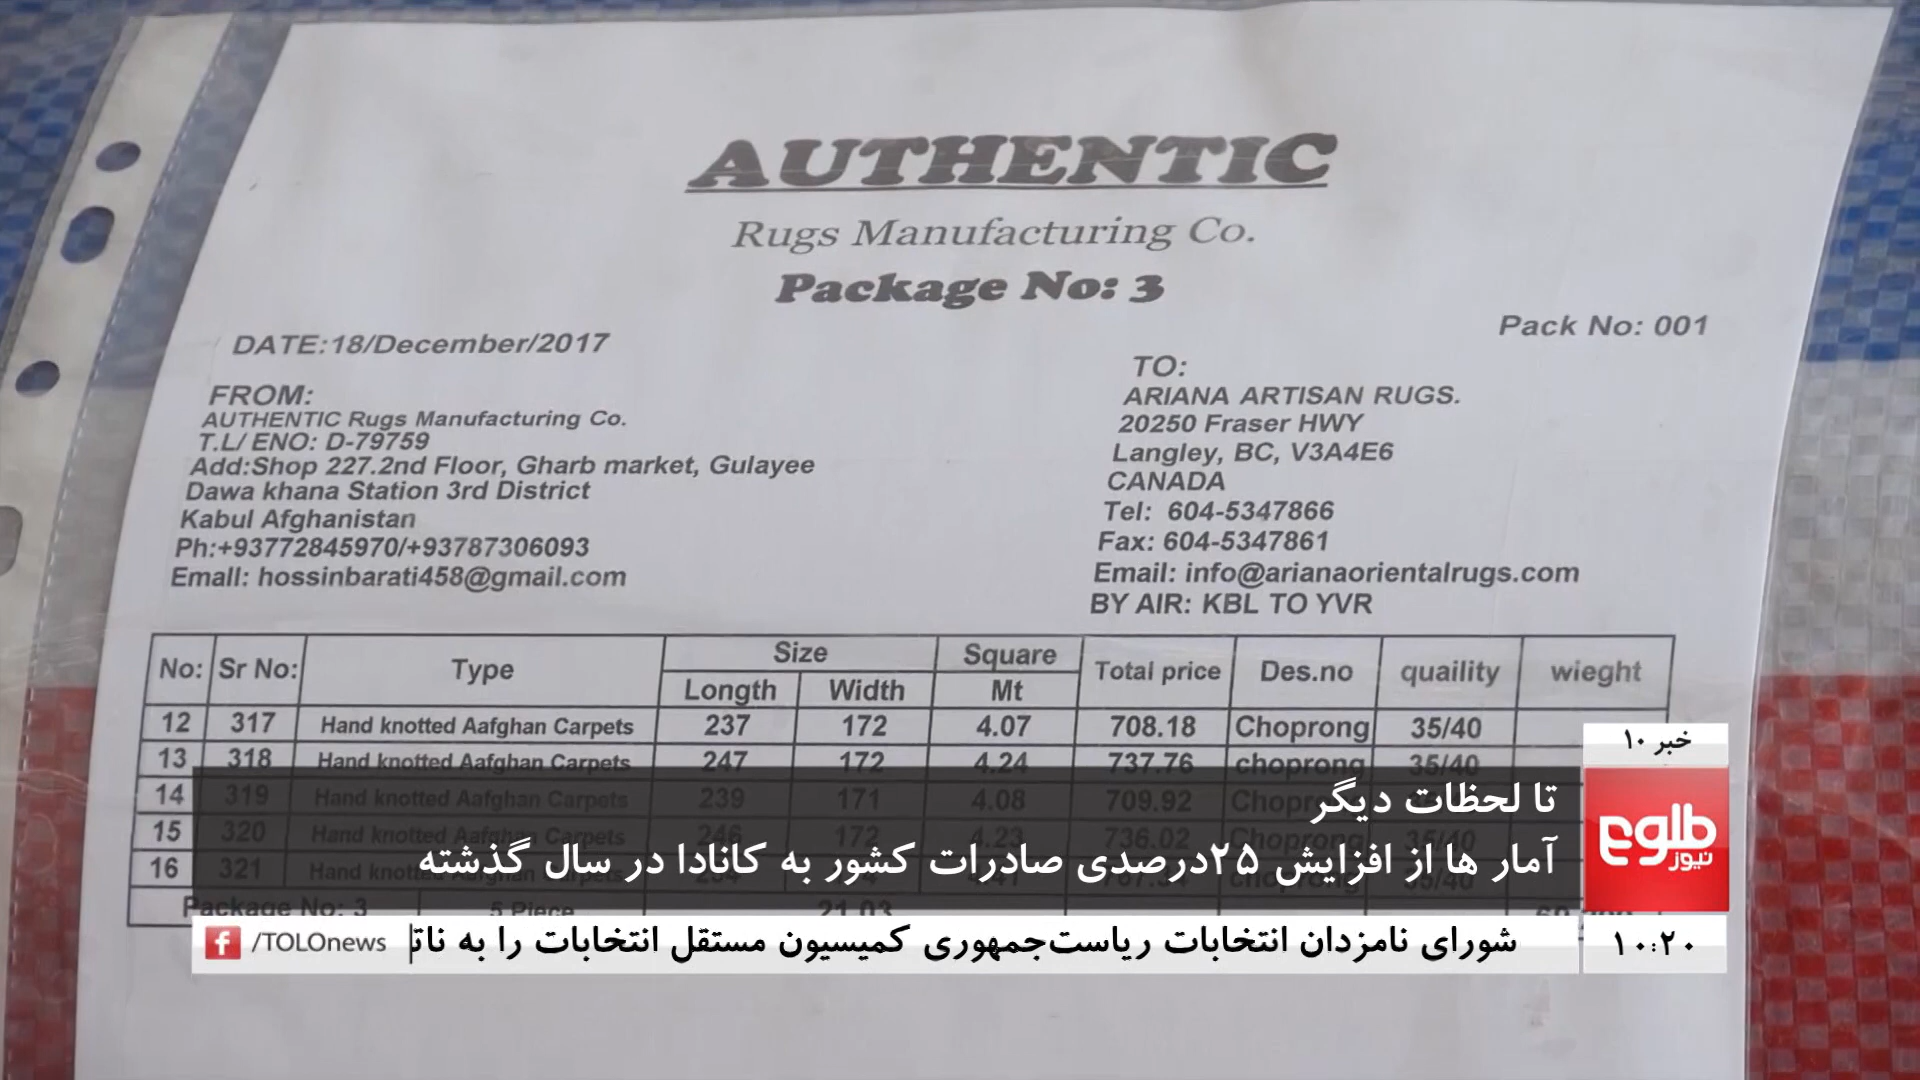 AUTHENTIC
Rugs Manufacturing Co.
Package No: 3
Pack No: 001
DATE:18/December/2017
FROM:
AUTHENTIC Rugs Manufacturing Co.
T.L/ ENO: D-79759
Add:Shop 227.2nd Floor, Gharb market, Gulayee
Dawa khana Station 3rd District
Kabul Afghanistan
Ph:+93772845970/+93787306093
Emall: hossinbarati458@gmail.com
TO:
ARIANA ARTISAN RUGS.
20250 Fraser HWY
Langley, BC, V3A4E6
CANADA
Tel: 604-5347866
Fax: 604-5347861
Email: info@arianaorientalrugs.com
BY AIR: KBL TO YVR
No: Sr No: Type Size Square Total price Des.no quaility wieght
Length Width Mt
12 317 Hand knotted Aafghan Carpets 237 172 4.07 708.18 Choprong 35/40
13 318 Hand knotted Aafghan Carpets 247 172 4.24 737.76 choprong 35/40
14 319 Hand knotted Aafghan Carpets 239 171 4.08 709.92
15 320 Hand knotted Aafghan Carpets 246 172 4.23 736.02 Choprong 35/40
16 321
Package No: 3 5 Piece 21.03
خبر ۱۰
طلوع
نیوز
تا لحظات دیگر
آمار ها از افزایش ۲۵درصدی صادرات کشور به کانادا در سال گذشته
/TOLOnews
شورای نامزدان انتخابات ریاست‌جمهوری کمیسیون مستقل انتخابات را به
۱۰:۲۰